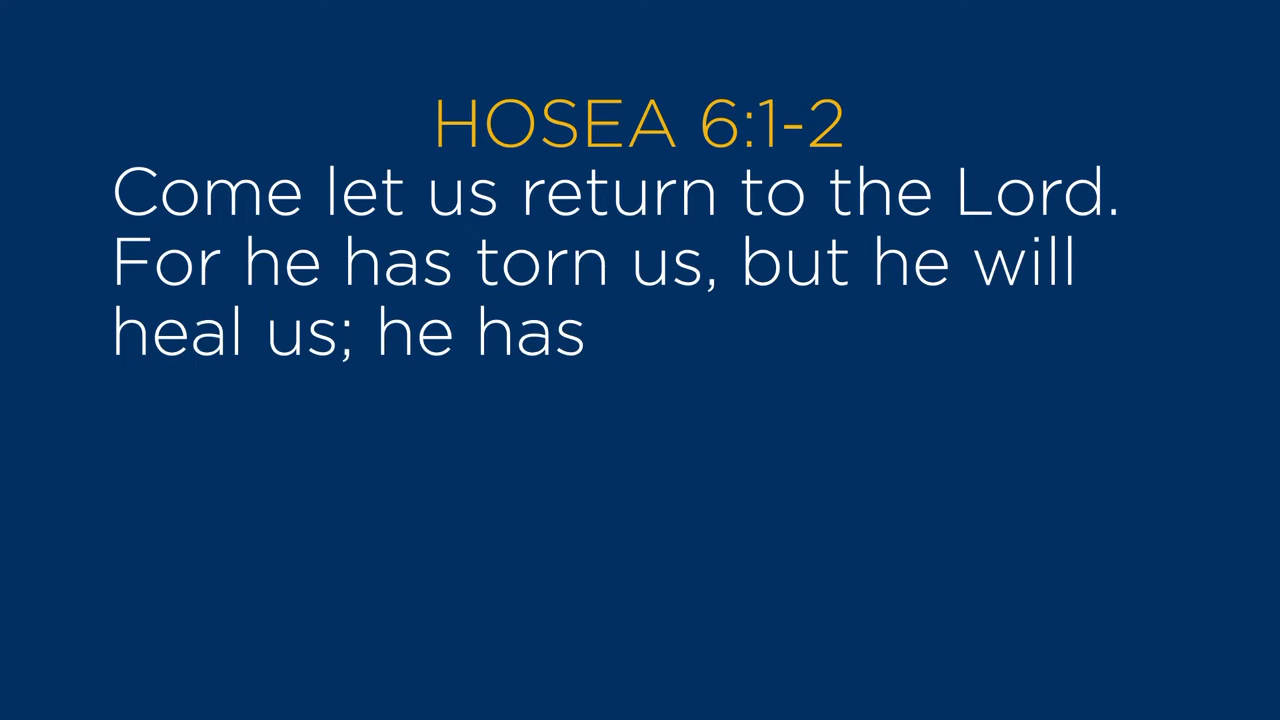 HOSEA 6:1-2
Come let us return to the Lord.
For he has torn us, but he will
heal us; he has